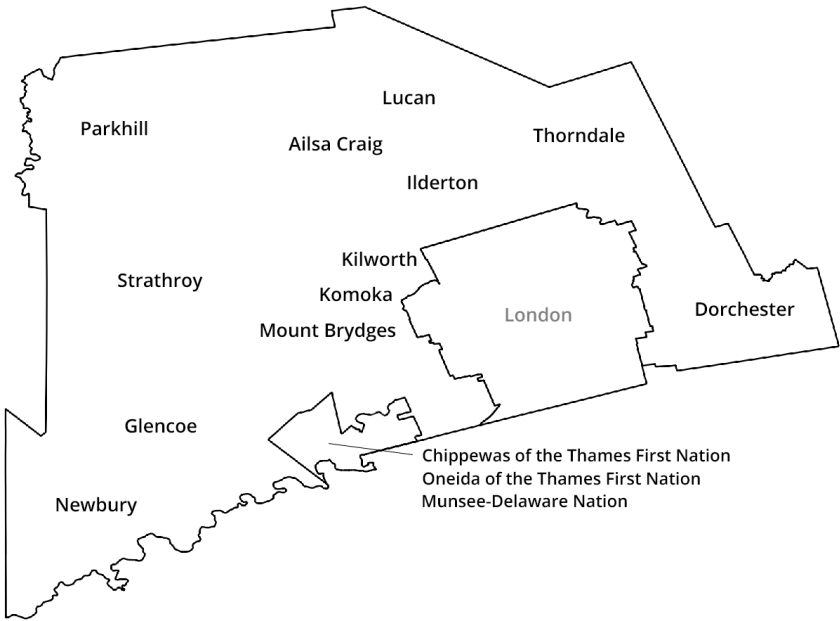 Lucan
Parkhill
Thorndale
Ailsa Craig
Ilderton
Kilworth
Strathroy
Komoka
Dorchester
London
Mount Brydges
Glencoe
Chippewas of the Thames First Nation
Oneida of the Thames First Nation
Munsee-Delaware Nation
Newbury